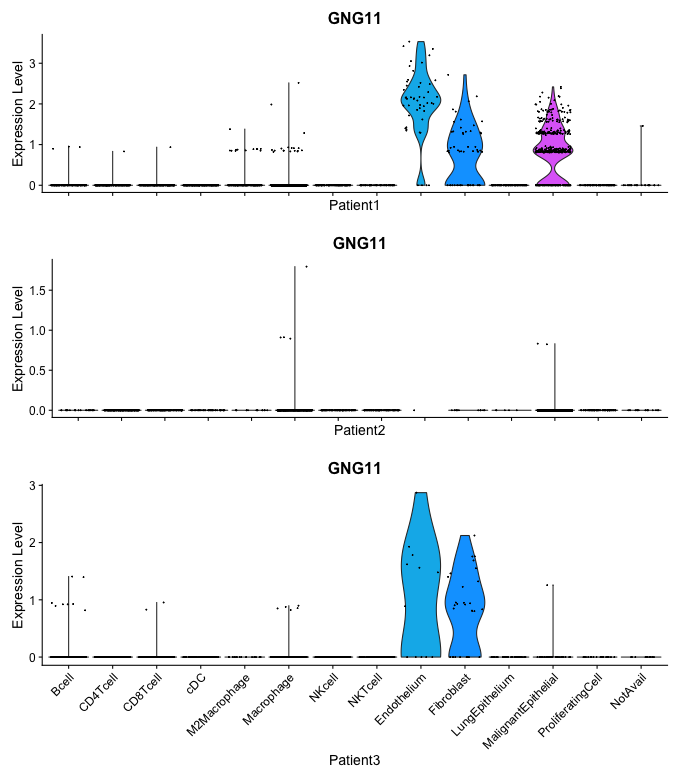 GNG11
Expression Level
3
2
1
0
Patient1
GNG11
Expression Level
1.5
1.0
0.5
0.0
Patient2
GNG11
Expression Level
3
2
1
0
Bcell
CD4Tcell
CD8Tcell
cDC
M2Macrophage
Macrophage
NKcell
NKTcell
Endothelium
Fibroblast
LungEpithelium
MalignantEpithelial
ProliferatingCell
NotAvail
Patient3